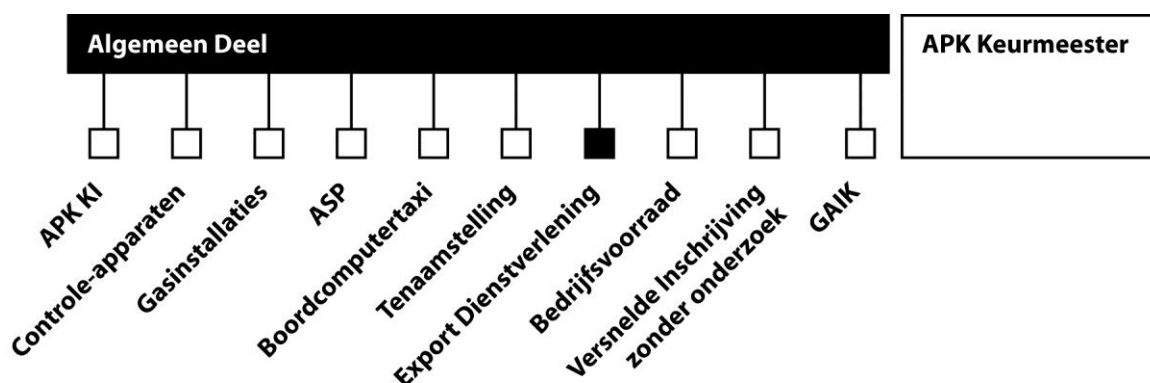 Algemeen Deel
APK Keurmeester
APK KI
Controle-apparaten
Gasinstallaties
ASP
Boordcomputertaxi
Tenaamstelling
Export Dienstverlening
Bedrijfsvoorraad
Versnelde Inschrijving
zonder onderzoek
GAIK